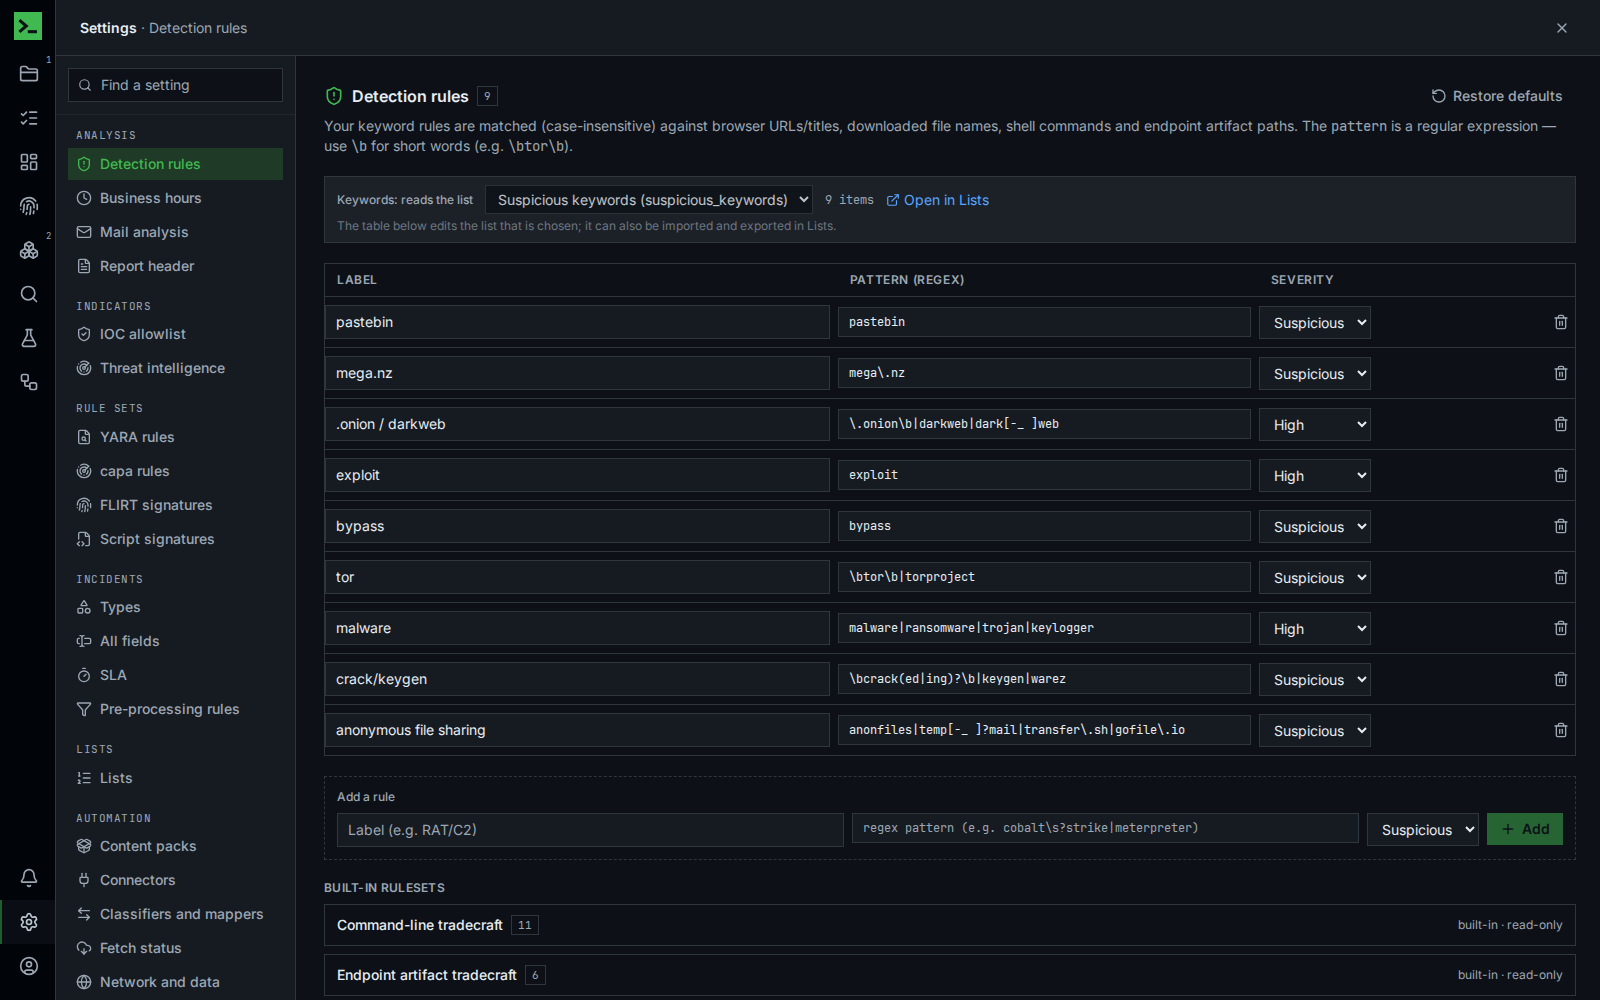 Settings · Detection rules
1
2
Find a setting
ANALYSIS
Detection rules
Business hours
Mail analysis
Report header
INDICATORS
IOC allowlist
Threat intelligence
RULE SETS
YARA rules
capa rules
FLIRT signatures
Script signatures
INCIDENTS
Types
All fields
SLA
Pre-processing rules
LISTS
Lists
AUTOMATION
Content packs
Connectors
Classifiers and mappers
Fetch status
Network and data
Detection rules 9
Restore defaults
Your keyword rules are matched (case-insensitive) against browser URLs/titles, downloaded file names, shell commands and endpoint artifact paths. The pattern is a regular expression —
use \b for short words (e.g. \btor\b).
Keywords: reads the list Suspicious keywords (suspicious_keywords) 9 items Open in Lists
The table below edits the list that is chosen; it can also be imported and exported in Lists.
LABEL PATTERN (REGEX) SEVERITY
pastebin pastebin Suspicious
mega.nz mega\.nz Suspicious
.onion / darkweb \.onion\b|darkweb|dark[-_ ]web High
exploit exploit High
bypass bypass Suspicious
tor \btor\b|torproject Suspicious
malware malware|ransomware|trojan|keylogger High
crack/keygen \bcrack(ed|ing)?\b|keygen|warez Suspicious
anonymous file sharing anonfiles|temp[-_ ]?mail|transfer\.sh|gofile\.io Suspicious
Add a rule
Label (e.g. RAT/C2) regex pattern (e.g. cobalt\s?strike|meterpreter) Suspicious Add
BUILT-IN RULESETS
Command-line tradecraft 11 built-in · read-only
Endpoint artifact tradecraft 6 built-in · read-only